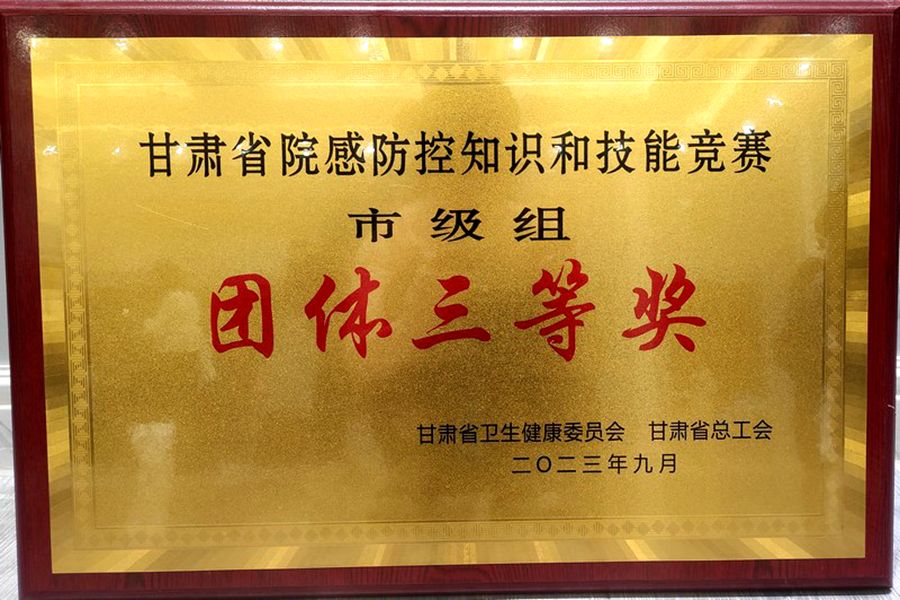 甘肃省院感防控知识和技能竞赛
市级组
团体三等奖
甘肃省卫生健康委员会 甘肃省总工会
二〇二三年九月